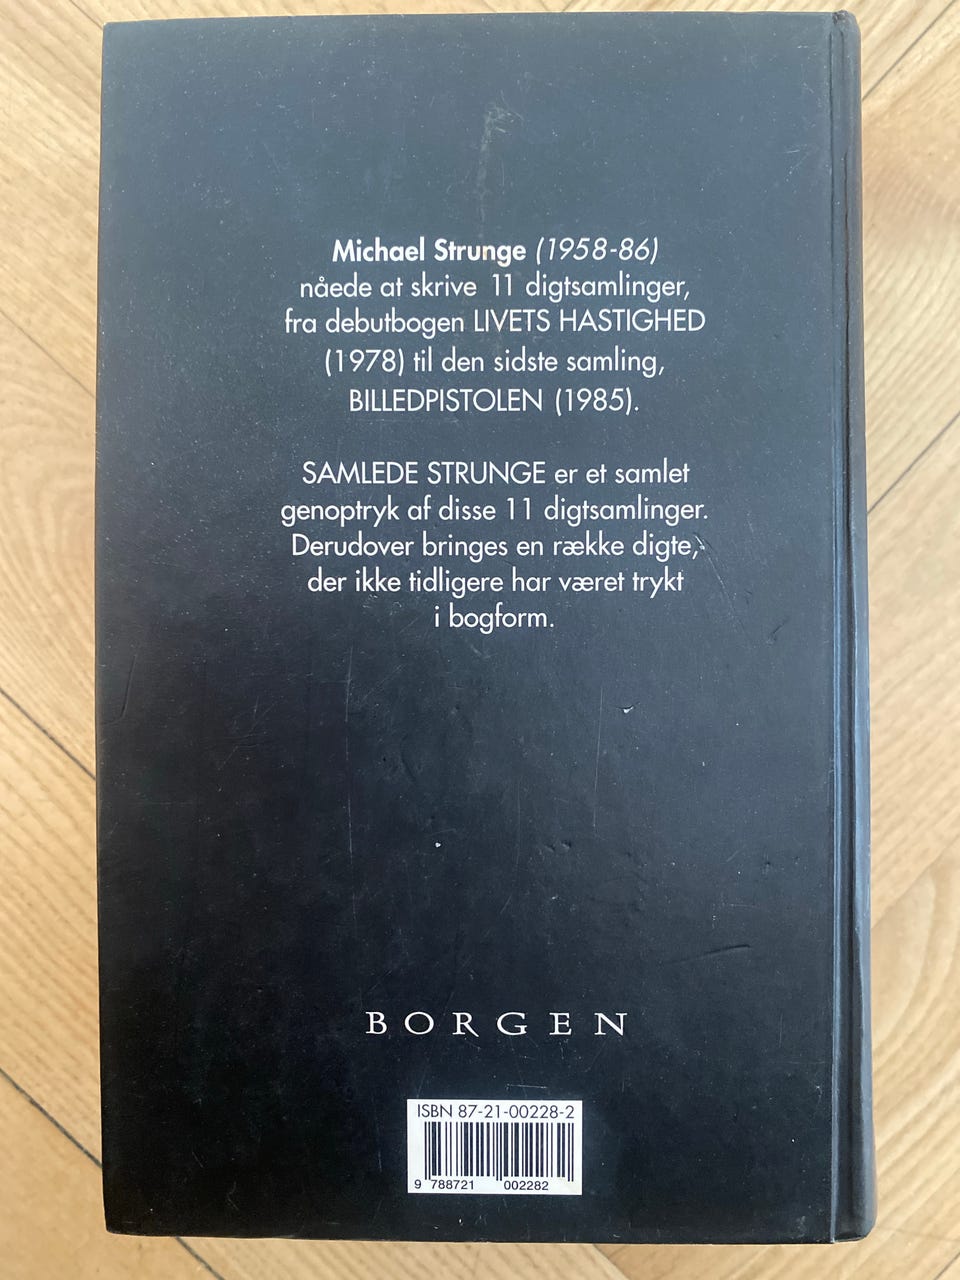 Michael Strunge (1958-86)
nåede at skrive 11 digtsamlinger,
fra debutbogen LIVETS HASTIGHED
(1978) til den sidste samling,
BILLEDPISTOLEN (1985).
SAMLEDE STRUNGE er et samlet
genoptryk af disse 11 digtsamlinger.
Derudover bringes en række digte,
der ikke tidligere har været trykt
i bogform.
BORGEN
ISBN 87-21-00228-2
9 788721 002282